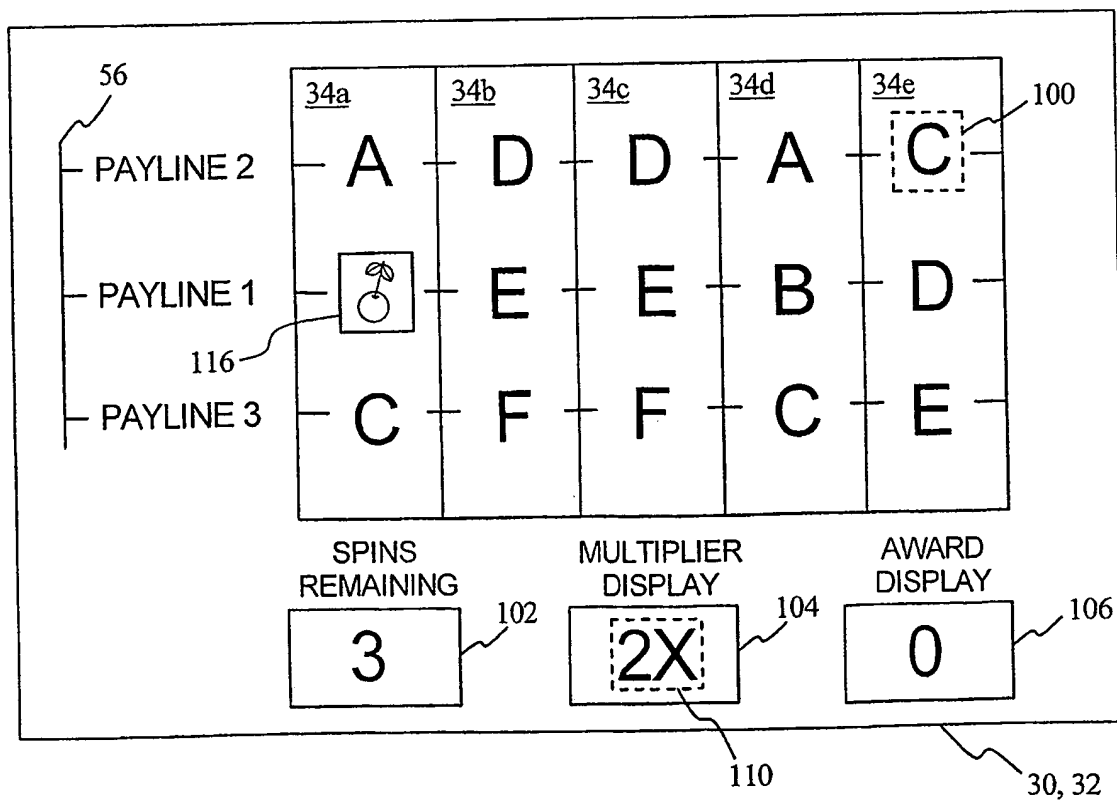 56
34a 34b 34c 34d 34e 100
PAYLINE 2 A D D A C
PAYLINE 1 E E B D
116
PAYLINE 3 C F F C E
SPINS REMAINING
MULTIPLIER DISPLAY
AWARD DISPLAY
3 102
2X 104
0 106
110
30, 32